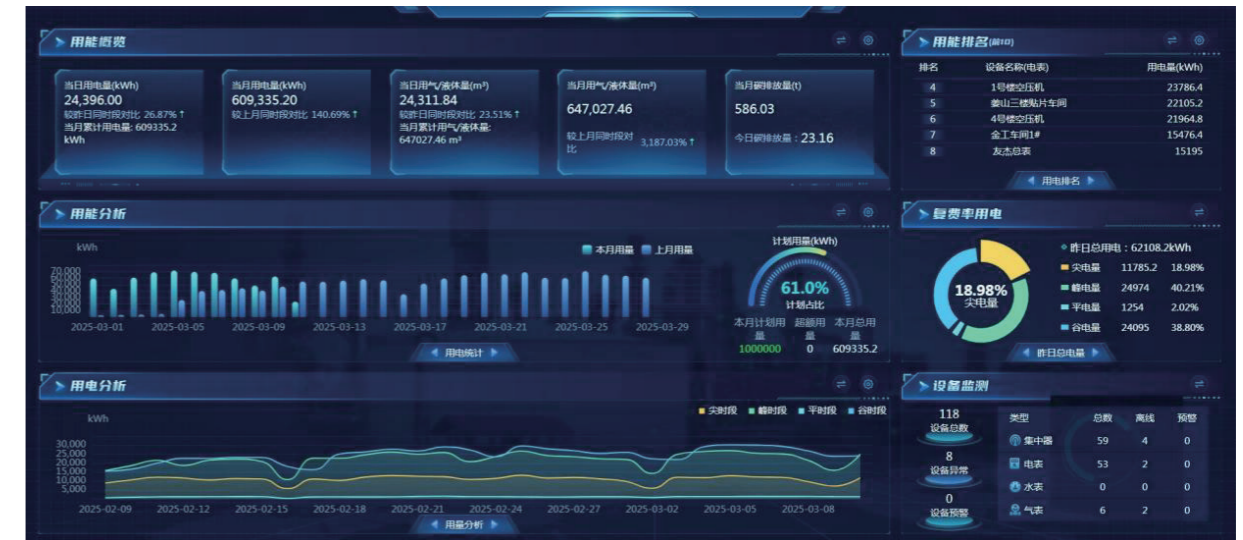 用能概览
当日用电量(kWh)
24,396.00
较昨日同时段对比 26.87% ↑
当月累计用电量: 609335.2
kWh
当月用电量(kWh)
609,335.20
较上月同时段对比 140.69% ↑
当日用气/液体量(m³)
24,311.84
较昨日同时段对比 23.51% ↑
当月累计用气/液体量:
647027.46 m³
当月用气/液体量(m³)
647,027.46
较上月同时段对
比
3,187.03% ↑
当月碳排放量(t)
586.03
今日碳排放量：23.16
用能排名(前10)
排名 设备名称(电表) 用电量(kWh)
4 1号楼空压机 23786.4
5 姜山三楼贴片车间 22105.2
6 4号楼空压机 21964.8
7 金工车间1# 15476.4
8 友杰总表 15195
用电排名
用能分析
kWh
本月用量 上月用量
70,000
10,000
2025-03-01 2025-03-05 2025-03-09 2025-03-13 2025-03-17 2025-03-21 2025-03-25 2025-03-29
用电统计
计划用量(kWh)
61.0%
计划占比
本月计划用 超额用 本月总用
量 量 量
1000000 0 609335.2
复费率用电
18.98%
尖电量
昨日总用电：62108.2kWh
尖电量 11785.2 18.98%
峰电量 24974 40.21%
平电量 1254 2.02%
谷电量 24095 38.80%
昨日总电量
用电分析
kWh
尖时段 峰时段 平时段 谷时段
30,000
25,000
20,000
15,000
10,000
5,000
2025-02-09 2025-02-12 2025-02-15 2025-02-18 2025-02-21 2025-02-24 2025-02-27 2025-03-02 2025-03-05 2025-03-08
用量分析
设备监测
118
设备总数
8
设备异常
0
设备预警
类型 总数 离线 预警
集中器 59 4 0
电表 53 2 0
水表 0 0 0
气表 6 2 0